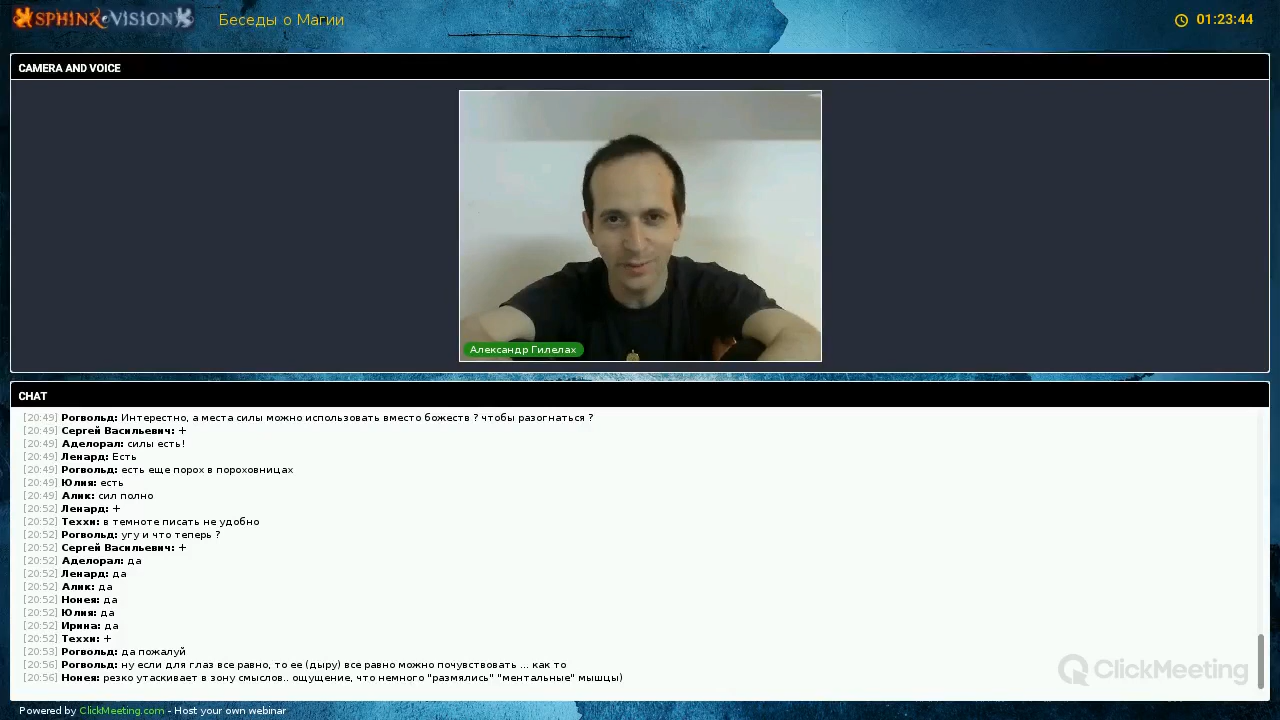 SPHINX VISION
Беседы о Магии
01:23:44
CAMERA AND VOICE
Александр Гилелах
CHAT
[20:49] Рогвольд: Интересно, а места силы можно использовать вместо божеств ? чтобы разогнаться ?
[20:49] Сергей Васильевич: +
[20:49] Аделорал: силы есть!
[20:49] Ленард: Есть
[20:49] Рогвольд: есть еще порох в пороховницах
[20:49] Юлия: есть
[20:49] Алик: сил полно
[20:52] Ленард: +
[20:52] Теххи: в темноте писать не удобно
[20:52] Рогвольд: угу и что теперь ?
[20:52] Сергей Васильевич: +
[20:52] Аделорал: да
[20:52] Ленард: да
[20:52] Алик: да
[20:52] Нонея: да
[20:52] Юлия: да
[20:52] Ирина: да
[20:52] Теххи: +
[20:53] Рогвольд: да пожалуй
[20:56] Рогвольд: ну если для глаз все равно, то ее (дыру) все равно можно почувствовать ... как то
[20:56] Нонея: резко утаскивает в зону смыслов.. ощущение, что немного "размялись" "ментальные" мышцы)
ClickMeeting
Powered by ClickMeeting.com - Host your own webinar